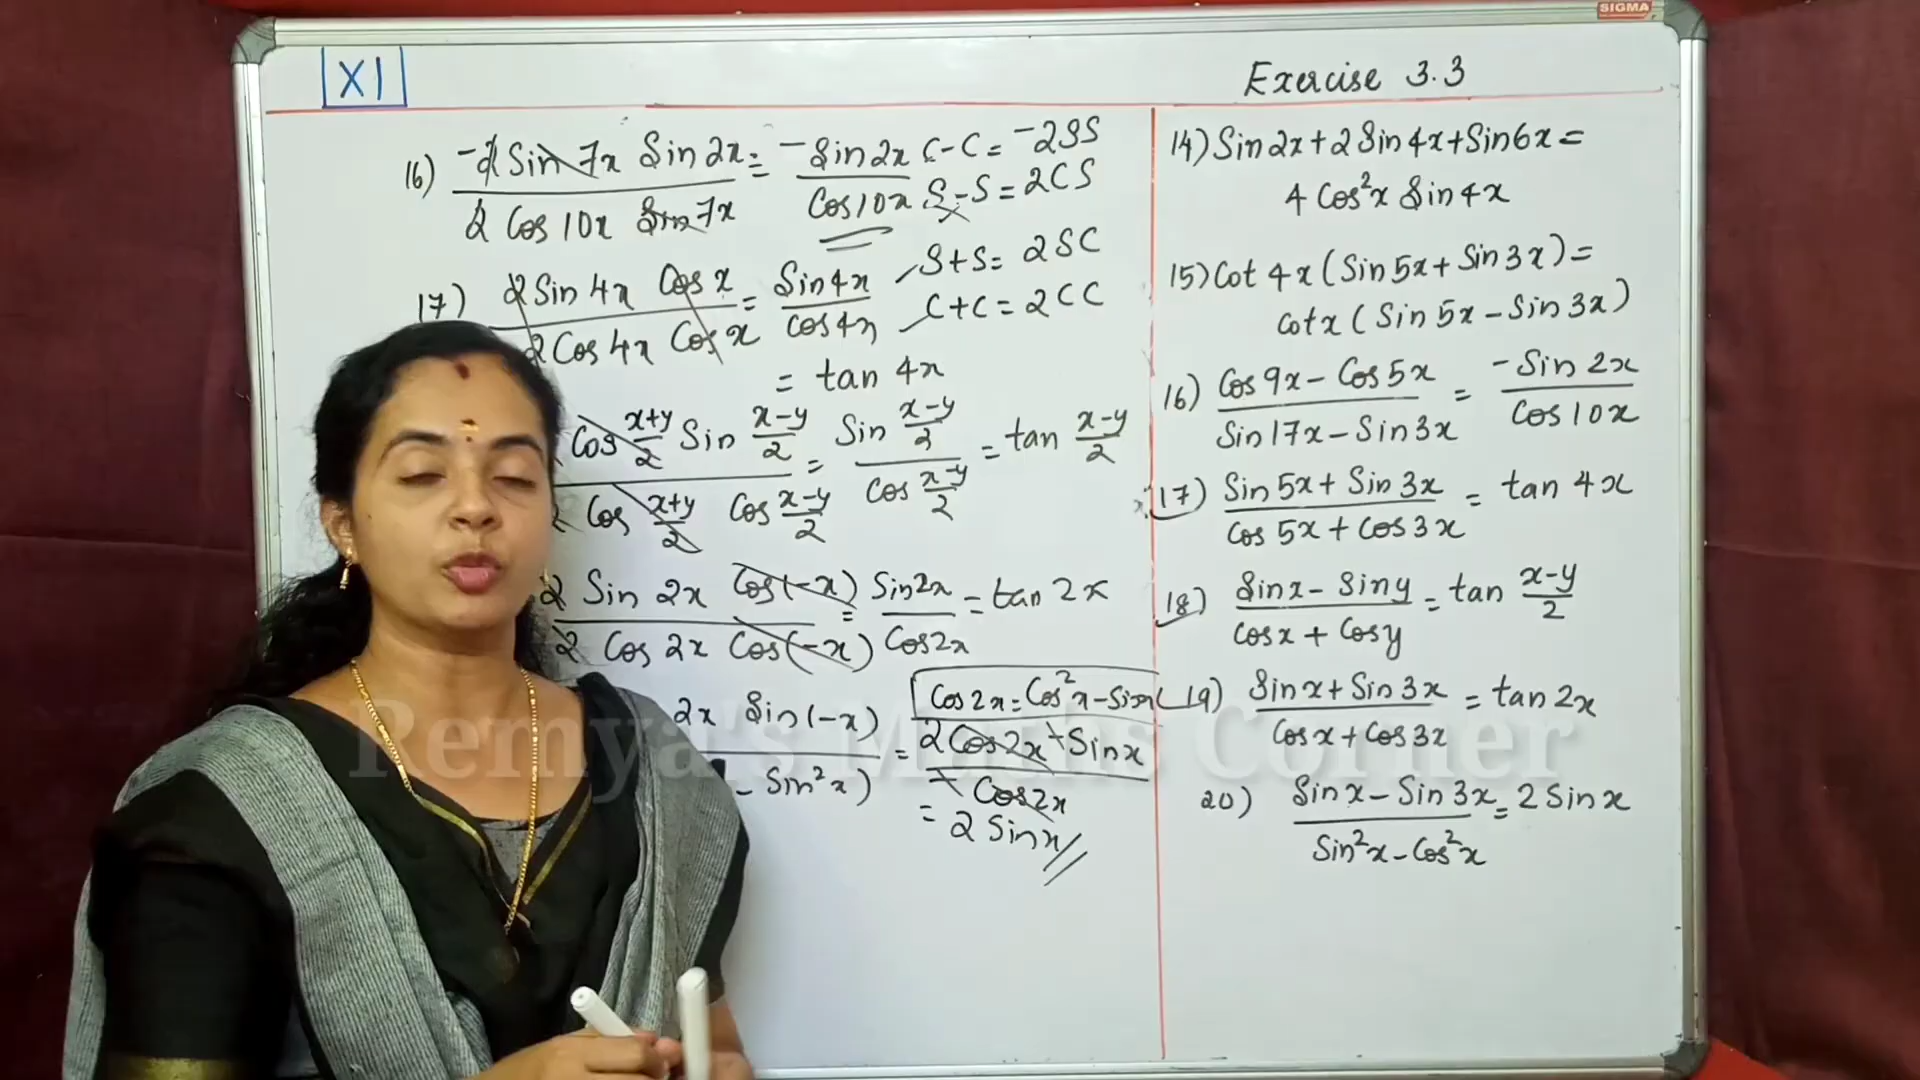 SIGMA
XI
Exercise 3.3
16) -2 Sin 7x Sin 2x / 2 Cos 10x Sin 7x = -Sin 2x / Cos 10x
C-C = -2SS
S-S = 2CS
S+S = 2SC
C+C = 2CC
17) 2 Sin 4x Cos x / 2 Cos 4x Cos x = Sin 4x / Cos 4x
= tan 4x
Cos x+y/2 Sin x-y/2 / 2 Cos x+y/2 Cos x-y/2 = Sin x-y/2 / Cos x-y/2 = tan x-y/2
2 Sin 2x Cos(-x) / 2 Cos 2x Cos(-x) = Sin 2x / Cos 2x = tan 2x
Cos 2x = Cos²x - Sin
2x Sin(-x) / - Sin²x) = 2 Cos 2x + Sin x / + Cos 2x
= 2 Sin x
14) Sin 2x + 2 Sin 4x + Sin 6x =
4 Cos²x Sin 4x
15) Cot 4x (Sin 5x + Sin 3x) =
Cot x (Sin 5x - Sin 3x)
16) Cos 9x - Cos 5x / Sin 17x - Sin 3x = -Sin 2x / Cos 10x
17) Sin 5x + Sin 3x / Cos 5x + Cos 3x = tan 4x
18) Sin x - Sin y / Cos x + Cos y = tan x-y/2
19) Sin x + Sin 3x / Cos x + Cos 3x = tan 2x
20) Sin x - Sin 3x / Sin²x - Cos²x = 2 Sin x
Remya's Maths Corner